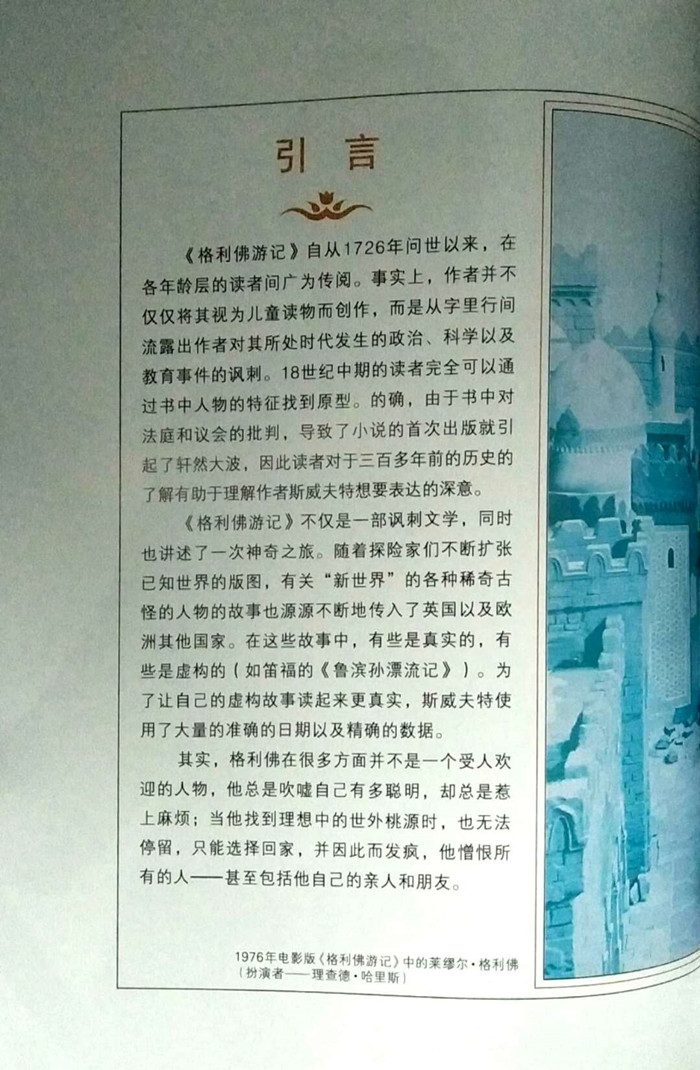 引言
《格利佛游记》自从1726年问世以来，在
各年龄层的读者间广为传阅。事实上，作者并不
仅仅将其视为儿童读物而创作，而是从字里行间
流露出作者对其所处时代发生的政治、科学以及
教育事件的讽刺。18世纪中期的读者完全可以通
过书中人物的特征找到原型。的确，由于书中对
法庭和议会的批判，导致了小说的首次出版就引
起了轩然大波，因此读者对于三百多年前的历史的
了解有助于理解作者斯威夫特想要表达的深意。
《格利佛游记》不仅是一部讽刺文学，同时
也讲述了一次神奇之旅。随着探险家们不断扩张
已知世界的版图，有关“新世界”的各种稀奇古
怪的人物的故事也源源不断地传入了英国以及欧
洲其他国家。在这些故事中，有些是真实的，有
些是虚构的（如笛福的《鲁滨孙漂流记》）。为
了让自己的虚构故事读起来更真实，斯威夫特使
用了大量的准确的日期以及精确的数据。
其实，格利佛在很多方面并不是一个受人欢
迎的人物，他总是吹嘘自己有多聪明，却总是惹
上麻烦；当他找到理想中的世外桃源时，也无法
停留，只能选择回家，并因此而发疯，他憎恨所
有的人——甚至包括他自己的亲人和朋友。
1976年电影版《格利佛游记》中的莱缪尔·格利佛
（扮演者——理查德·哈里斯）